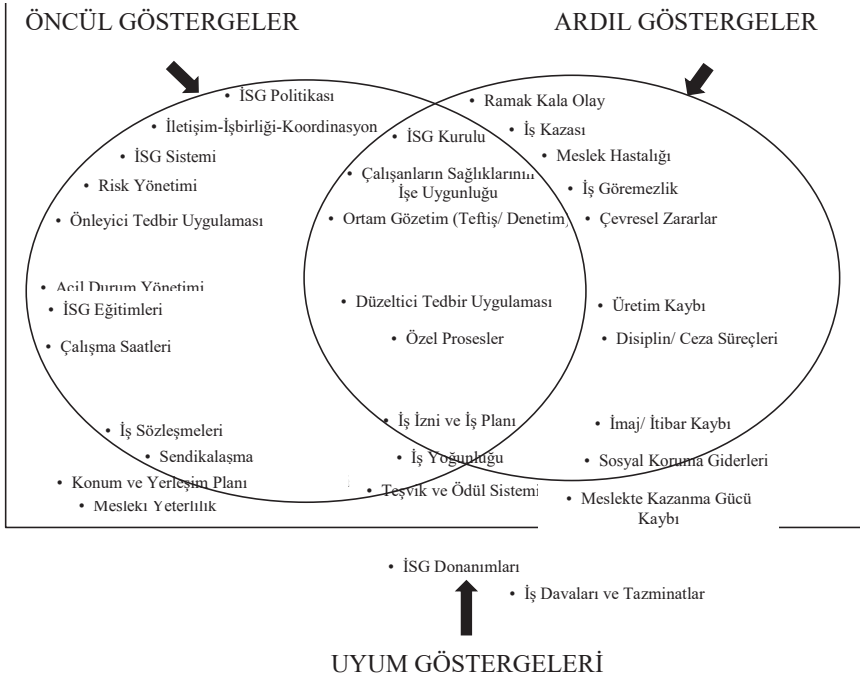 ÖNCÜL GÖSTERGELER
ARDIL GÖSTERGELER
• İSG Politikası
• İletişim-İşbirliği-Koordinasyon
• İSG Sistemi
• Risk Yönetimi
• Önleyici Tedbir Uygulaması
• Acil Durum Yönetimi
• İSG Eğitimleri
• Çalışma Saatleri
• İş Sözleşmeleri
• Sendikalaşma
• Konum ve Yerleşim Planı
• Mesleki Yeterlilik
• İSG Kurulu
• Çalışanların Sağlıklarının
İşe Uygunluğu
• Ortam Gözetim (Teftiş/ Denetim)
• Düzeltici Tedbir Uygulaması
• Özel Prosesler
• İş İzni ve İş Planı
• İş Yoğunluğu
• Teşvik ve Ödül Sistemi
• İSG Donanımları
• Ramak Kala Olay
• İş Kazası
• Meslek Hastalığı
• İş Göremezlik
• Çevresel Zararlar
• Üretim Kaybı
• Disiplin/ Ceza Süreçleri
• İmaj/ İtibar Kaybı
• Sosyal Koruma Giderleri
• Meslekte Kazanma Gücü
Kaybı
• İş Davaları ve Tazminatlar
UYUM GÖSTERGELERİ